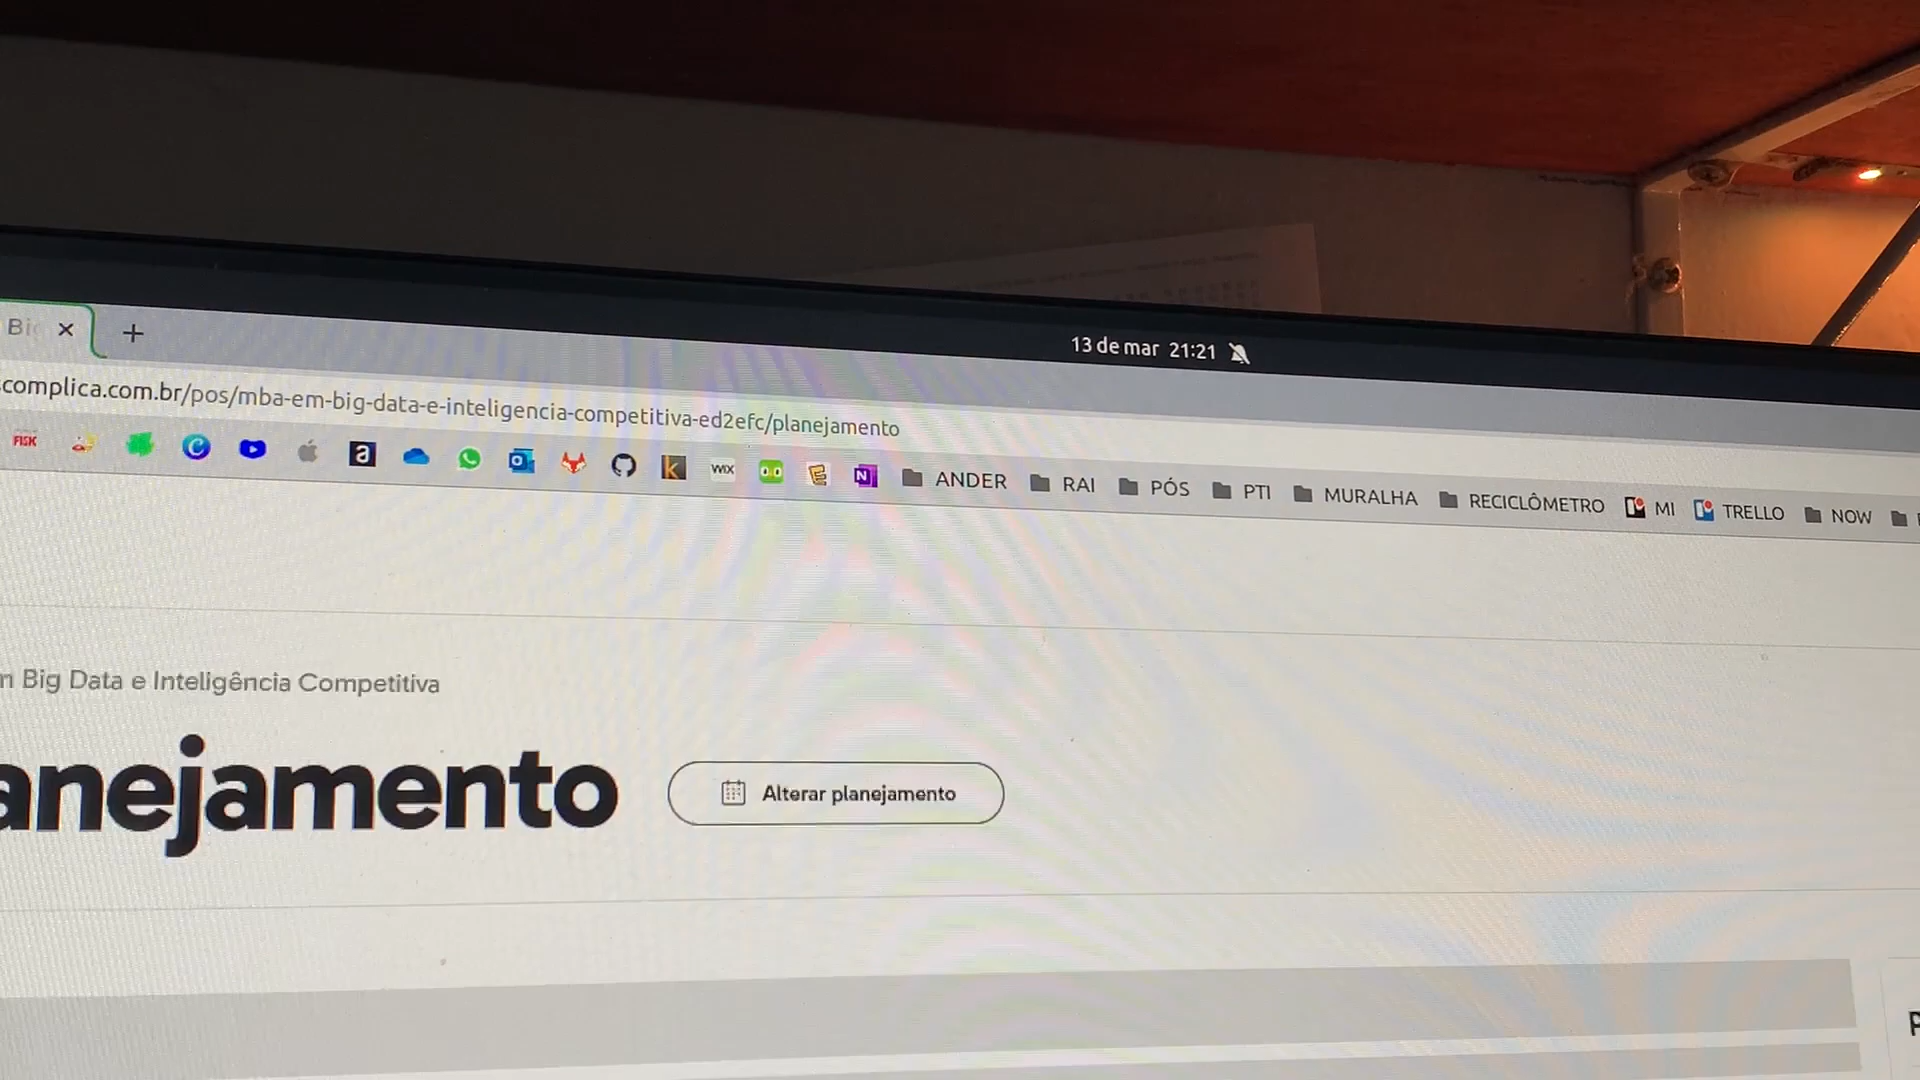 13 de mar 21:21
Big
complica.com.br/pos/mba-em-big-data-e-inteligencia-competitiva-ed2efc/planejamento
FISK
WIX
ANDER
RAI
PÓS
PTI
MURALHA
RECICLÔMETRO
MI
TRELLO
NOW
m Big Data e Inteligência Competitiva
anejamento
Alterar planejamento